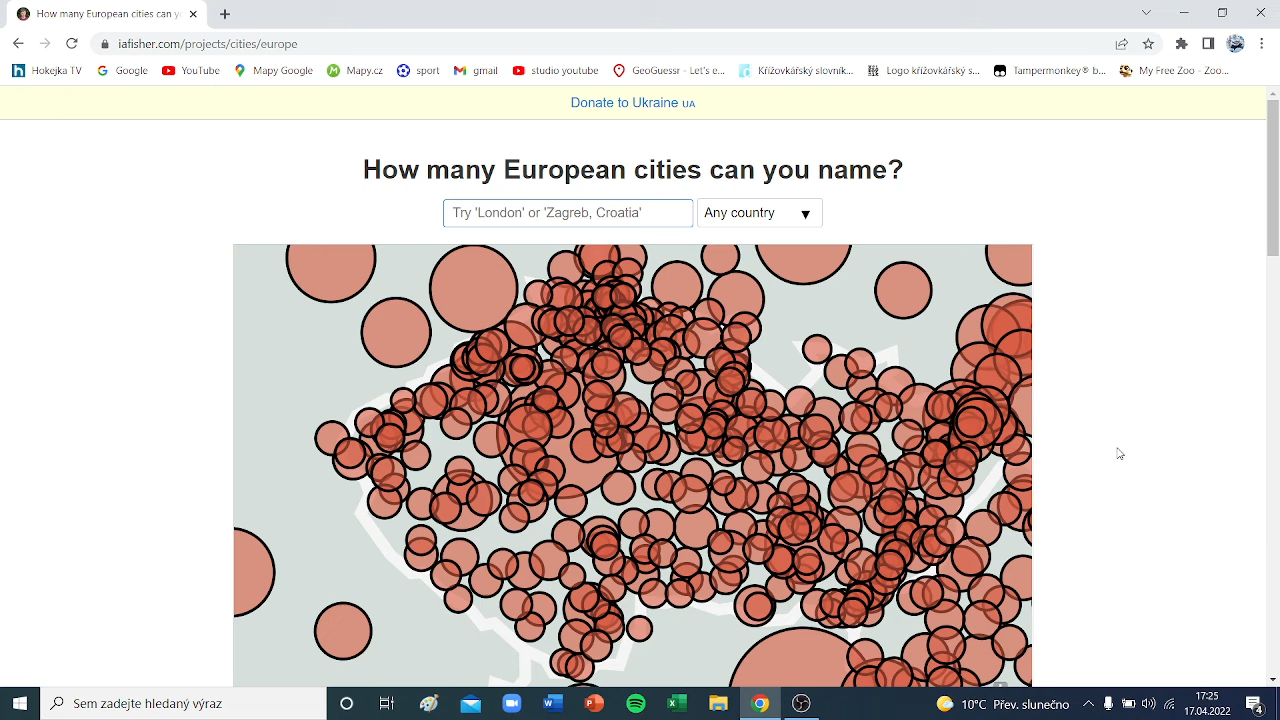 How many European cities can y
iafisher.com/projects/cities/europe
Hokejka TV
Google
YouTube
Mapy Google
Mapy.cz
sport
gmail
studio youtube
GeoGuessr - Let's e...
Křížovkářský slovník...
Logo křížovkářský s...
Tampermonkey® b...
My Free Zoo - Zoo...
Donate to Ukraine UA
How many European cities can you name?
Try 'London' or 'Zagreb, Croatia'
Any country
Sem zadejte hledaný výraz
10°C Přev. slunečno
17:25
17.04.2022
4